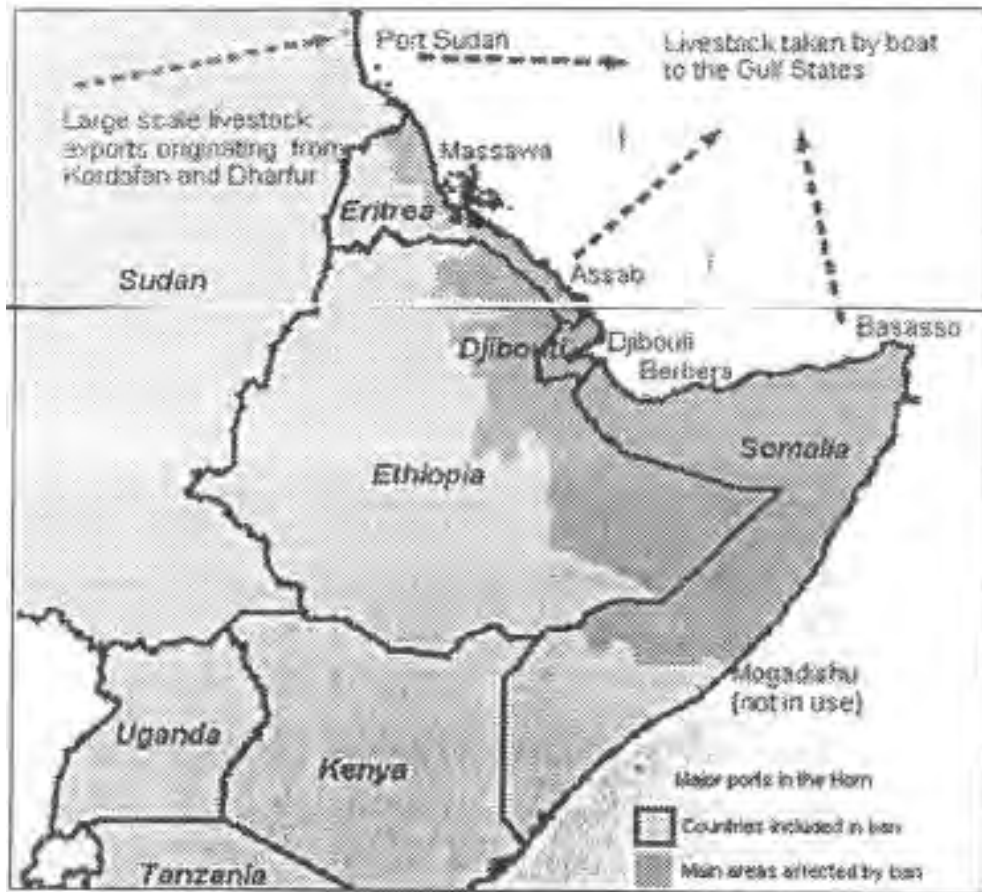 Port Sudan
Livestock taken by boat
to the Gulf States
Large scale livestock
exports originating from
Kordofan and Dharfur
Massawa
Eritrea
Sudan
Assab
Basasso
Djibouti
Djibouti
Berbera
Somalia
Ethiopia
Mogadishu
(not in use)
Uganda
Kenya
Major ports in the Horn
Countries included in ban
Main areas affected by ban
Tanzania